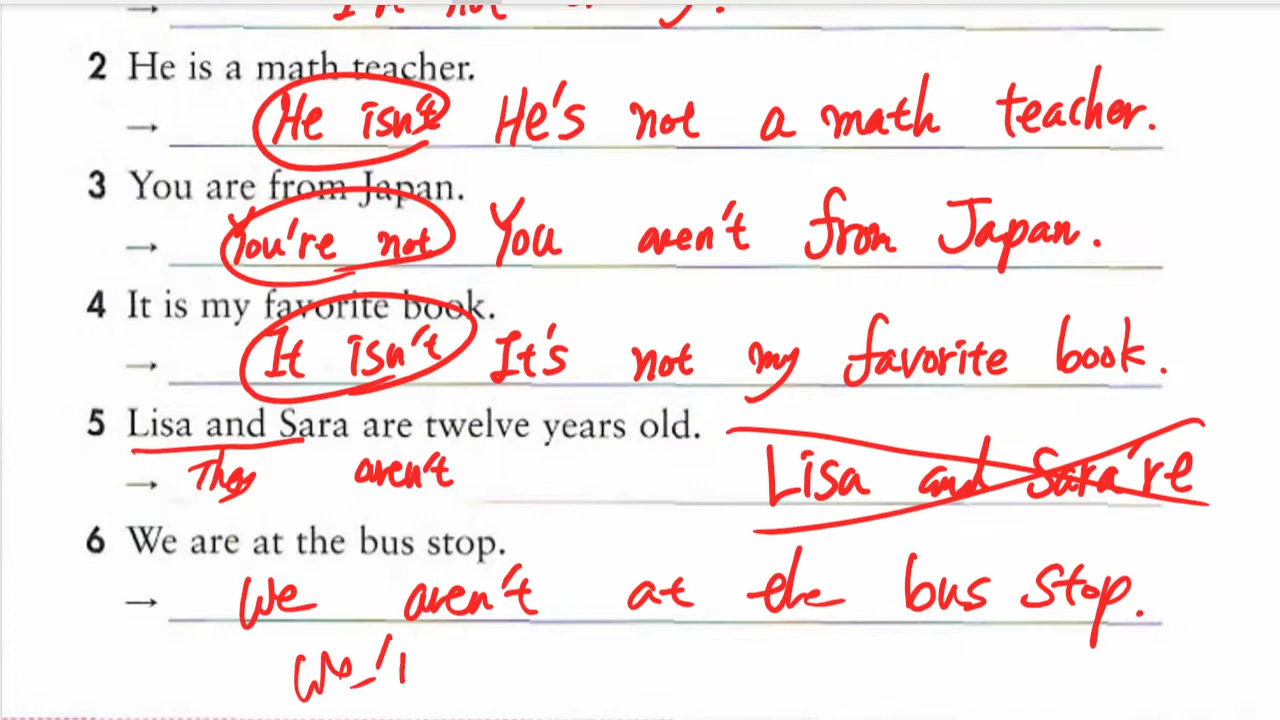 → I'm not
2 He is a math teacher.
→ He isn't He's not a math teacher.
3 You are from Japan.
→ You're not You aren't from Japan.
4 It is my favorite book.
→ It isn't It's not my favorite book.
5 Lisa and Sara are twelve years old.
→ They aren't Lisa and Sara're
6 We are at the bus stop.
→ We aren't at the bus stop.